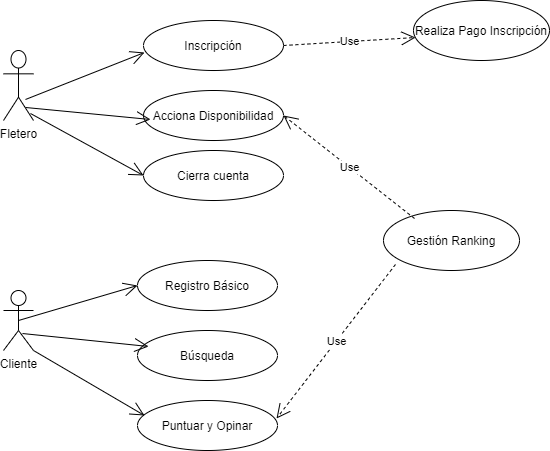 Realiza Pago Inscripción
Inscripción
Use
Acciona Disponibilidad
Fletero
Use
Cierra cuenta
Gestión Ranking
Registro Básico
Use
Búsqueda
Cliente
Puntuar y Opinar